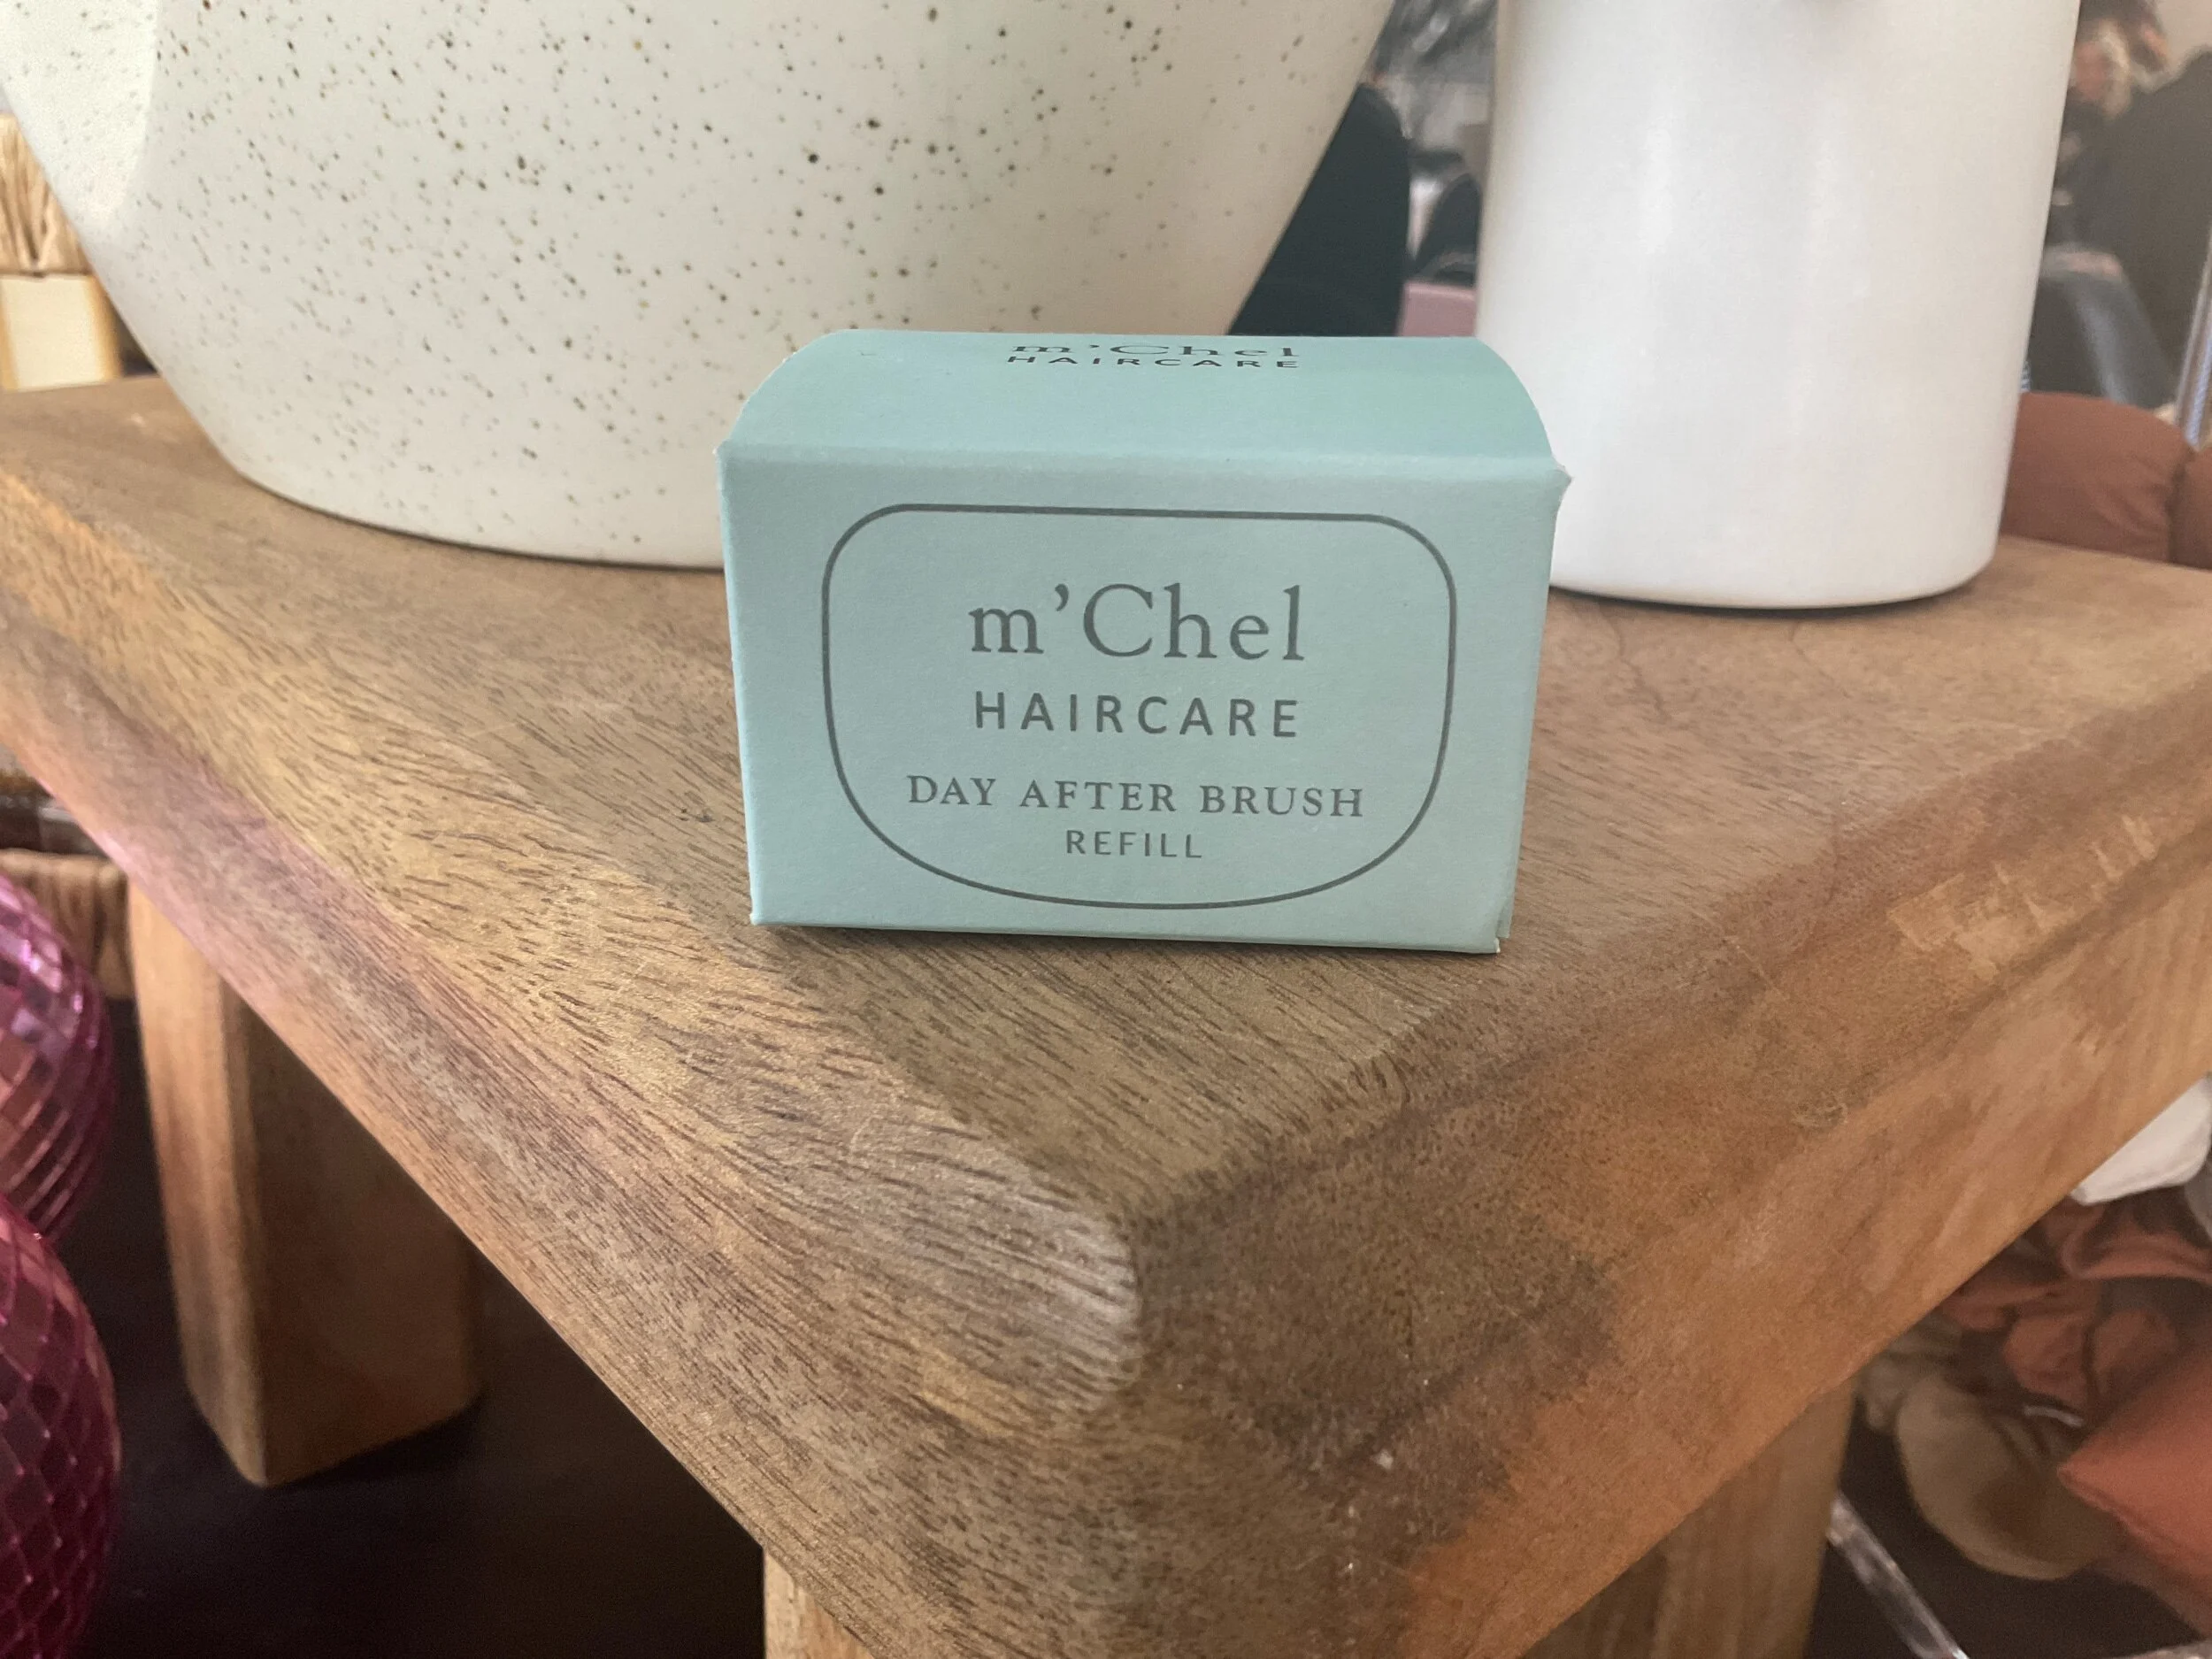 m'Chel
HAIRCARE
m'Chel
HAIRCARE
DAY AFTER BRUSH
REFILL